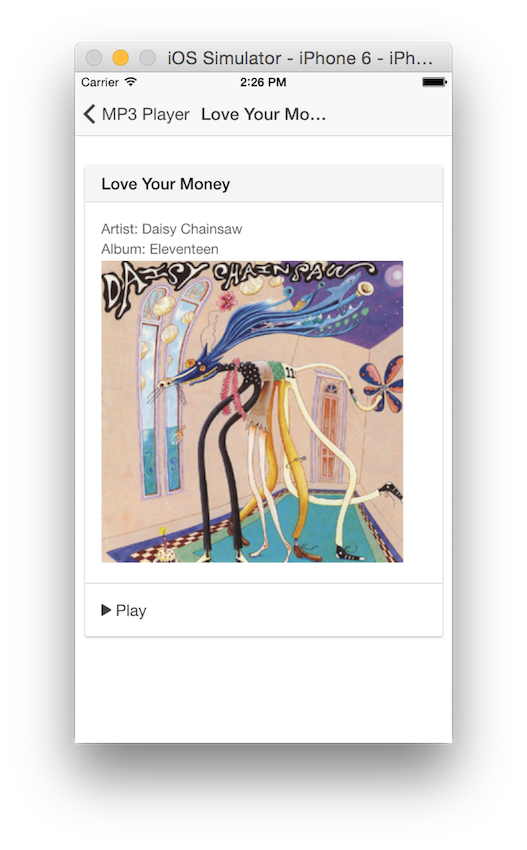 iOS Simulator - iPhone 6 - iPh...
Carrier 2:26 PM
MP3 Player Love Your Mo...
Love Your Money
Artist: Daisy Chainsaw
Album: Eleventeen
DAISY CHAINSAW
Play